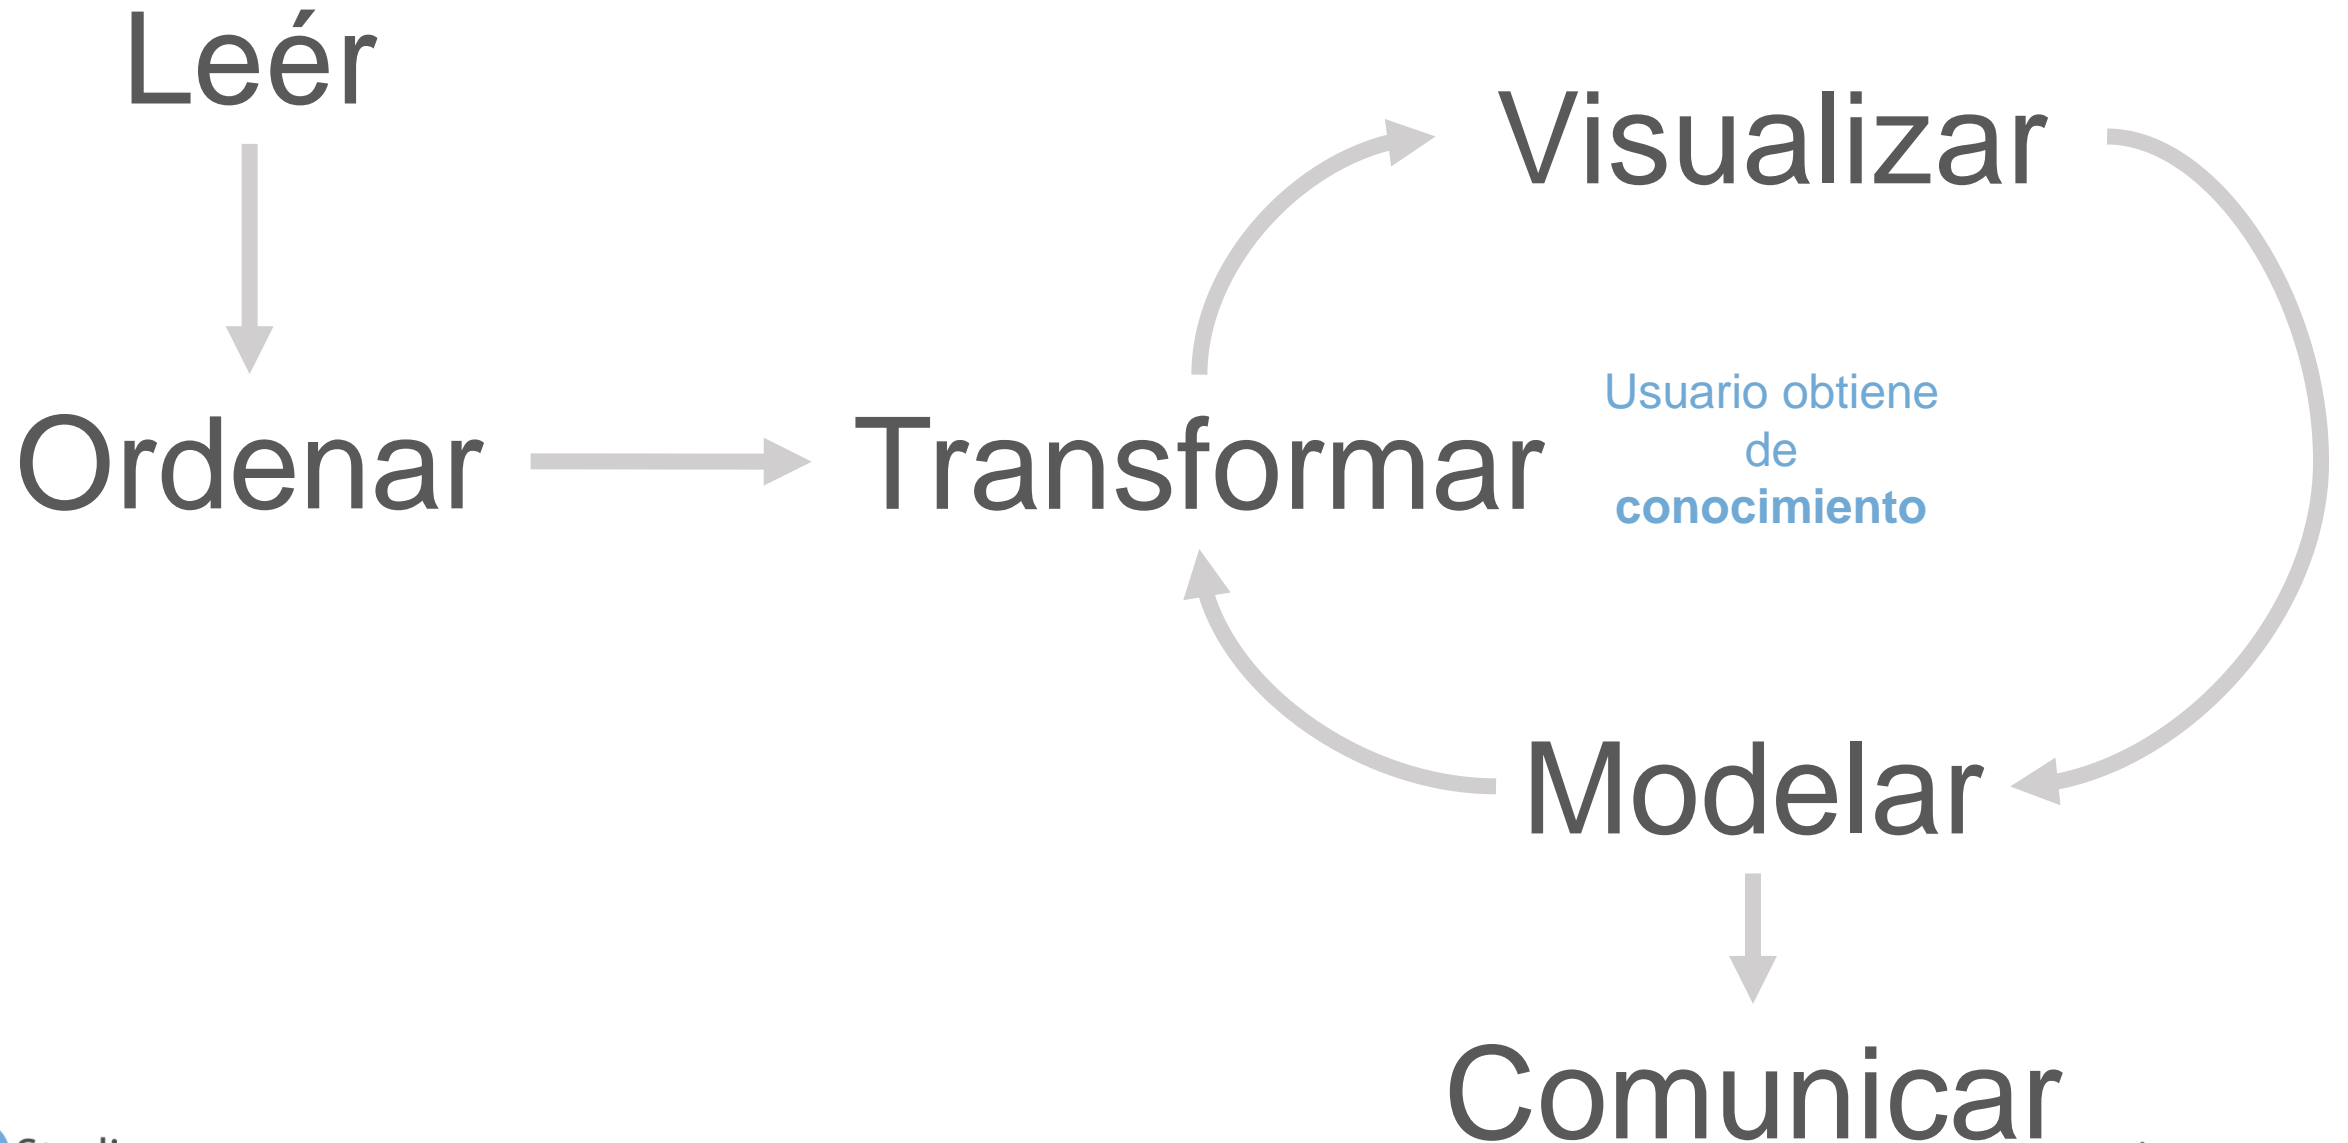 Leér
Visualizar
Ordenar
Transformar
Usuario obtiene
de
conocimiento
Modelar
Comunicar